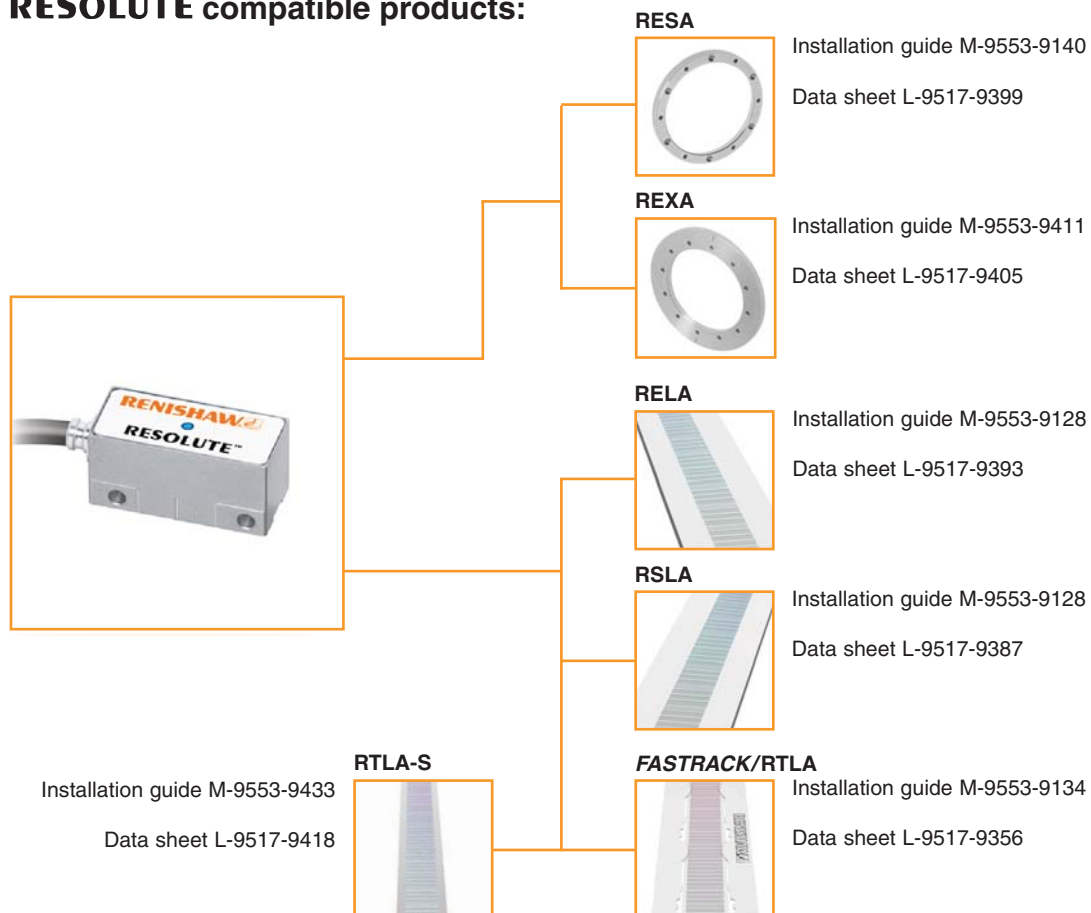 RESOLUTE compatible products:
RESA
Installation guide M-9553-9140
Data sheet L-9517-9399
REXA
Installation guide M-9553-9411
Data sheet L-9517-9405
RENISHAW
RESOLUTE™
RELA
Installation guide M-9553-9128
Data sheet L-9517-9393
RSLA
Installation guide M-9553-9128
Data sheet L-9517-9387
RTLA-S
Installation guide M-9553-9433
Data sheet L-9517-9418
FASTRACK/RTLA
Installation guide M-9553-9134
Data sheet L-9517-9356
RENISHAW